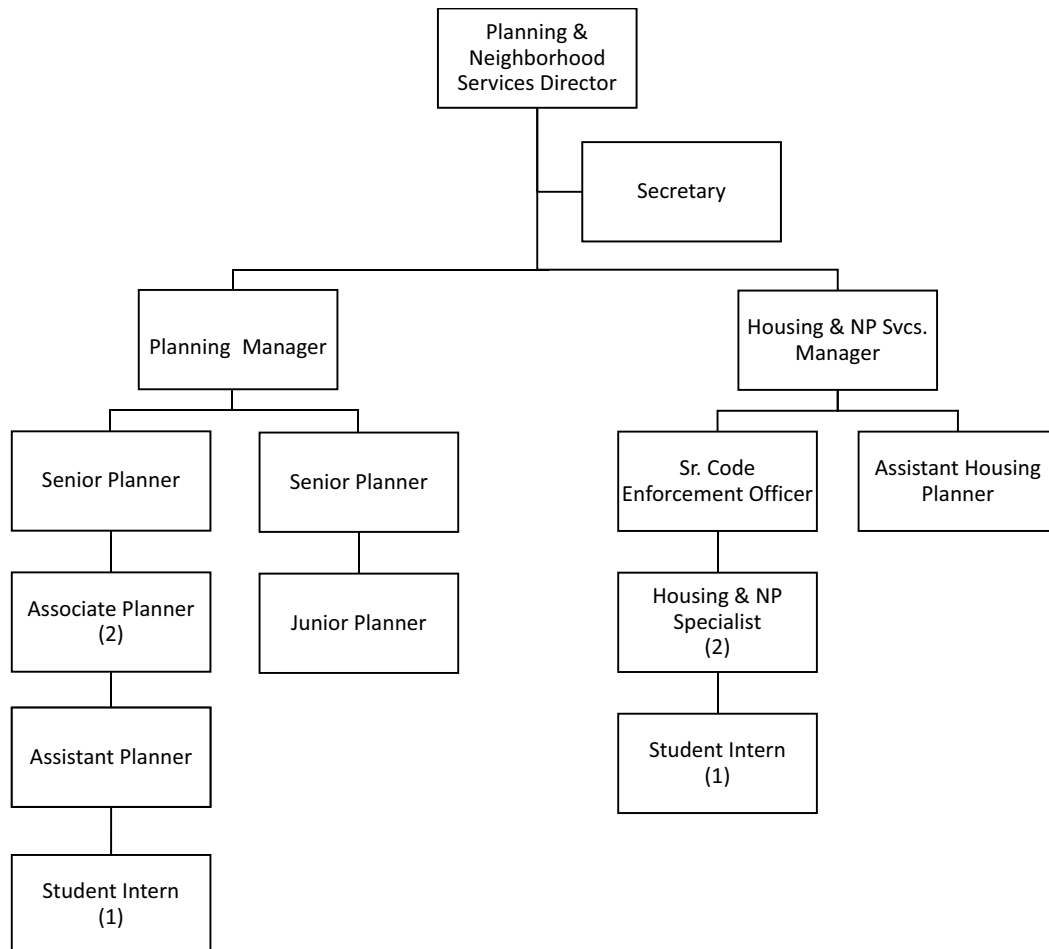 Planning &
Neighborhood
Services Director
Secretary
Planning Manager
Housing & NP Svcs.
Manager
Senior Planner
Senior Planner
Sr. Code
Enforcement Officer
Assistant Housing
Planner
Associate Planner
(2)
Junior Planner
Housing & NP
Specialist
(2)
Assistant Planner
Student Intern
(1)
Student Intern
(1)